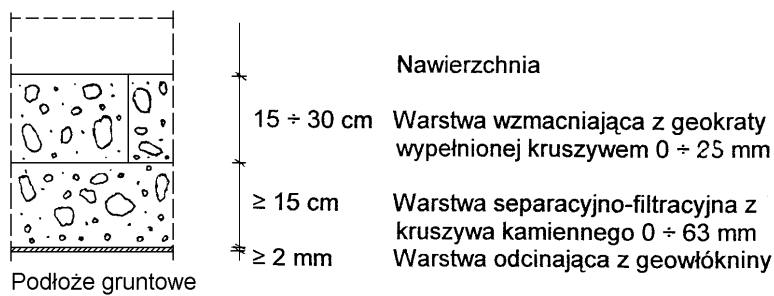 Nawierzchnia
15 ÷ 30 cm Warstwa wzmacniająca z geokraty
wypełnionej kruszywem 0 ÷ 25 mm
≥ 15 cm Warstwa separacyjno-filtracyjna z
kruszywa kamiennego 0 ÷ 63 mm
≥ 2 mm Warstwa odcinająca z geowłókniny
Podłoże gruntowe